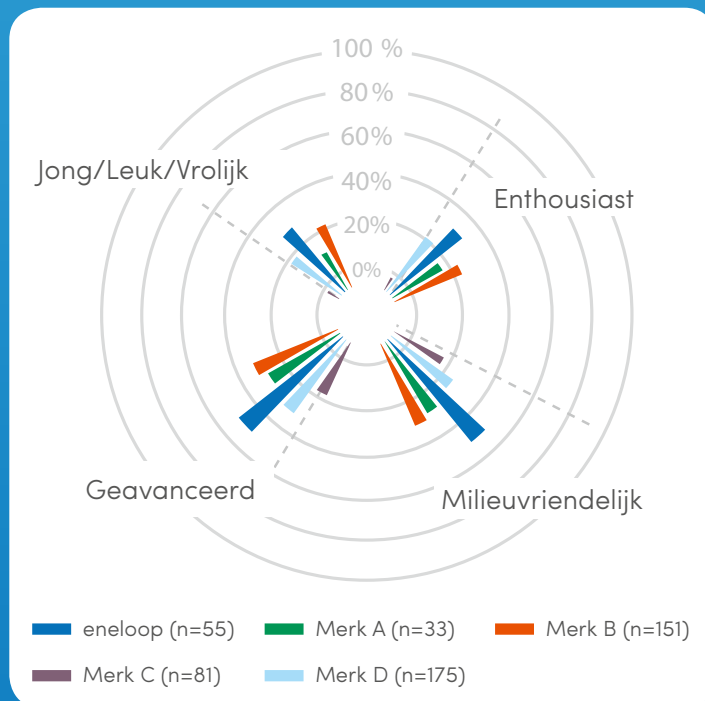 100 %
80%
60%
40%
20%
0%
Jong/Leuk/Vrolijk
Enthousiast
Geavanceerd
Milieuvriendelijk
eneloop (n=55)
Merk A (n=33)
Merk B (n=151)
Merk C (n=81)
Merk D (n=175)